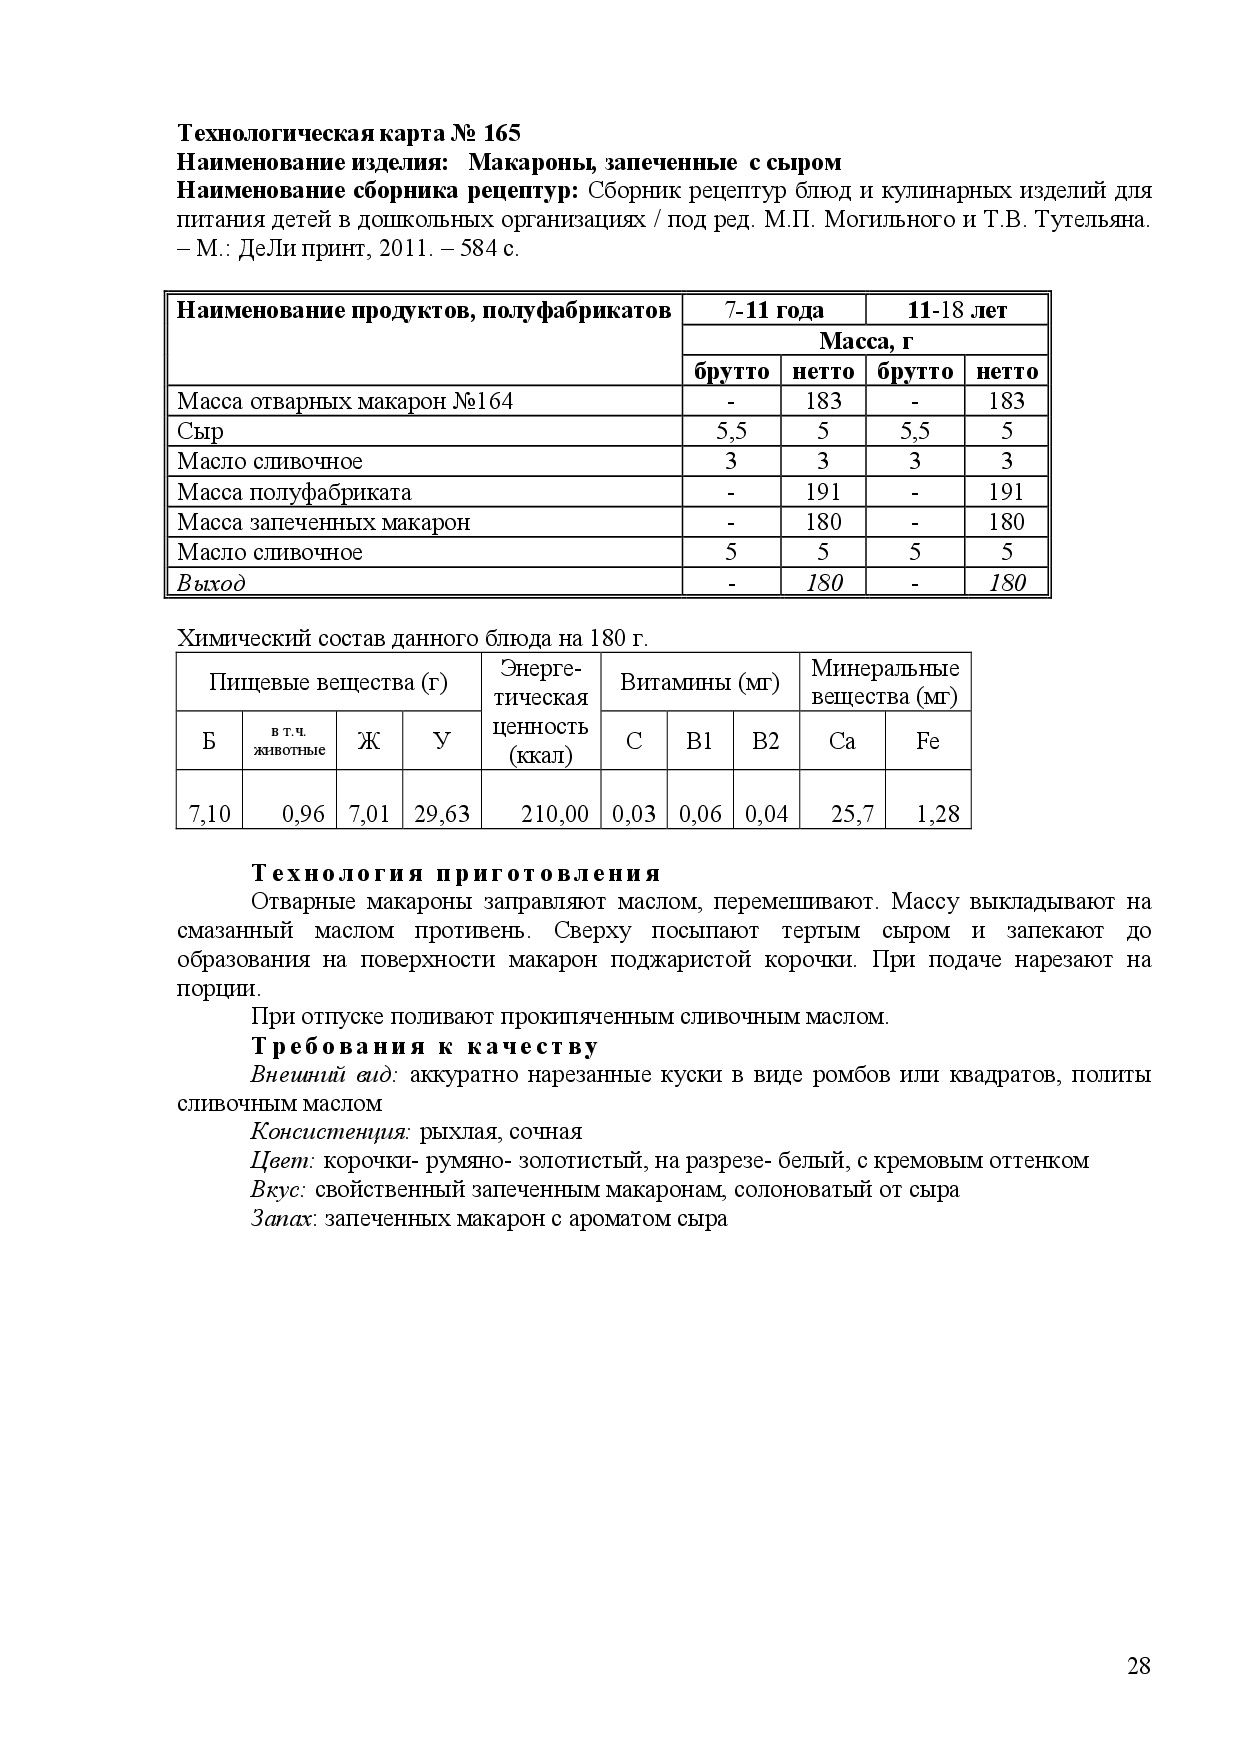 Технологическая карта № 165
Наименование изделия: Макароны, запеченные с сыром
Наименование сборника рецептур: Сборник рецептур блюд и кулинарных изделий для
питания детей в дошкольных организациях / под ред. М.П. Могильного и Т.В. Тутельяна.
– М.: ДеЛи принт, 2011. – 584 с.
Наименование продуктов, полуфабрикатов 7-11 года 11-18 лет
Масса, г
брутто нетто брутто нетто
Масса отварных макарон №164 - 183 - 183
Сыр 5,5 5 5,5 5
Масло сливочное 3 3 3 3
Масса полуфабриката - 191 - 191
Масса запеченных макарон - 180 - 180
Масло сливочное 5 5 5 5
Выход - 180 - 180
Химический состав данного блюда на 180 г.
Пищевые вещества (г) Энерге-
тическая
ценность
(ккал) Витамины (мг) Минеральные
вещества (мг)
Б в т.ч.
животные Ж У С В1 В2 Са Fe
7,10 0,96 7,01 29,63 210,00 0,03 0,06 0,04 25,7 1,28
Технология приготовления
Отварные макароны заправляют маслом, перемешивают. Массу выкладывают на
смазанный маслом противень. Сверху посыпают тертым сыром и запекают до
образования на поверхности макарон поджаристой корочки. При подаче нарезают на
порции.
При отпуске поливают прокипяченным сливочным маслом.
Требования к качеству
Внешний вид: аккуратно нарезанные куски в виде ромбов или квадратов, политы
сливочным маслом
Консистенция: рыхлая, сочная
Цвет: корочки- румяно- золотистый, на разрезе- белый, с кремовым оттенком
Вкус: свойственный запеченным макаронам, солоноватый от сыра
Запах: запеченных макарон с ароматом сыра
28